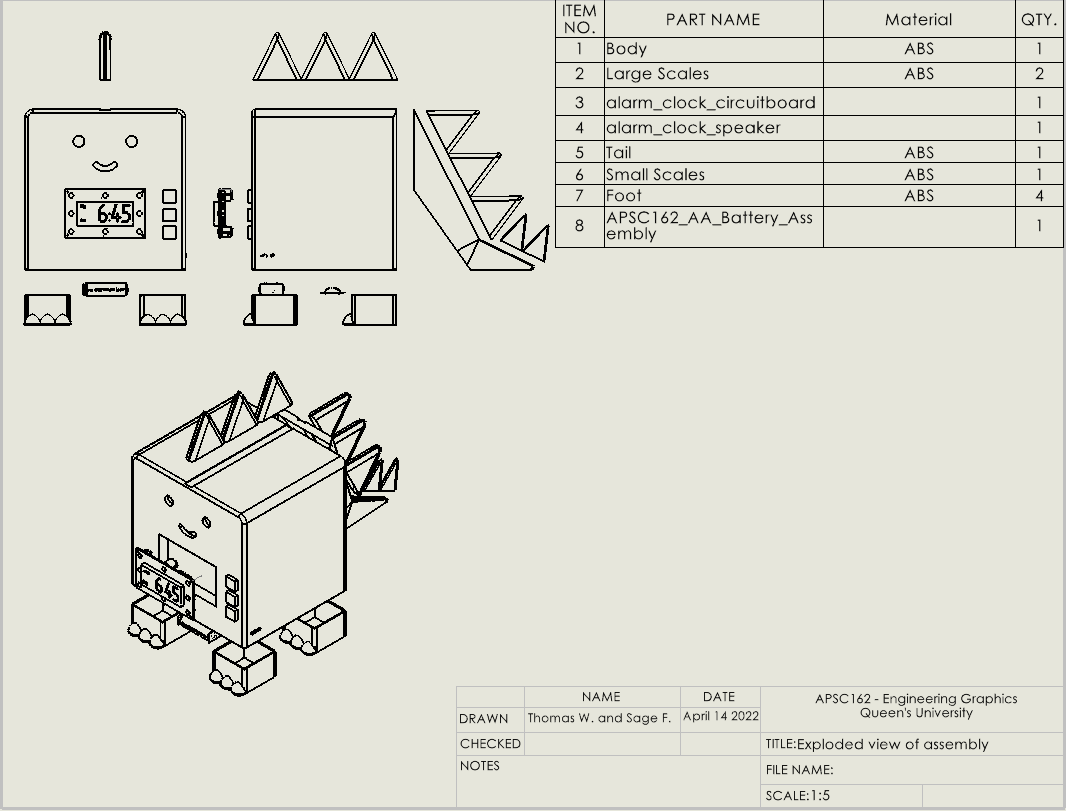 ITEM NO. PART NAME Material QTY.
1 Body ABS 1
2 Large Scales ABS 2
3 alarm_clock_circuitboard 1
4 alarm_clock_speaker 1
5 Tail ABS 1
6 Small Scales ABS 1
7 Foot ABS 4
8 APSC162_AA_Battery_Ass
embly 1
6:45
6:45
NAME DATE
DRAWN Thomas W. and Sage F. April 14 2022
CHECKED
NOTES
APSC162 - Engineering Graphics
Queen's University
TITLE:Exploded view of assembly
FILE NAME:
SCALE:1:5